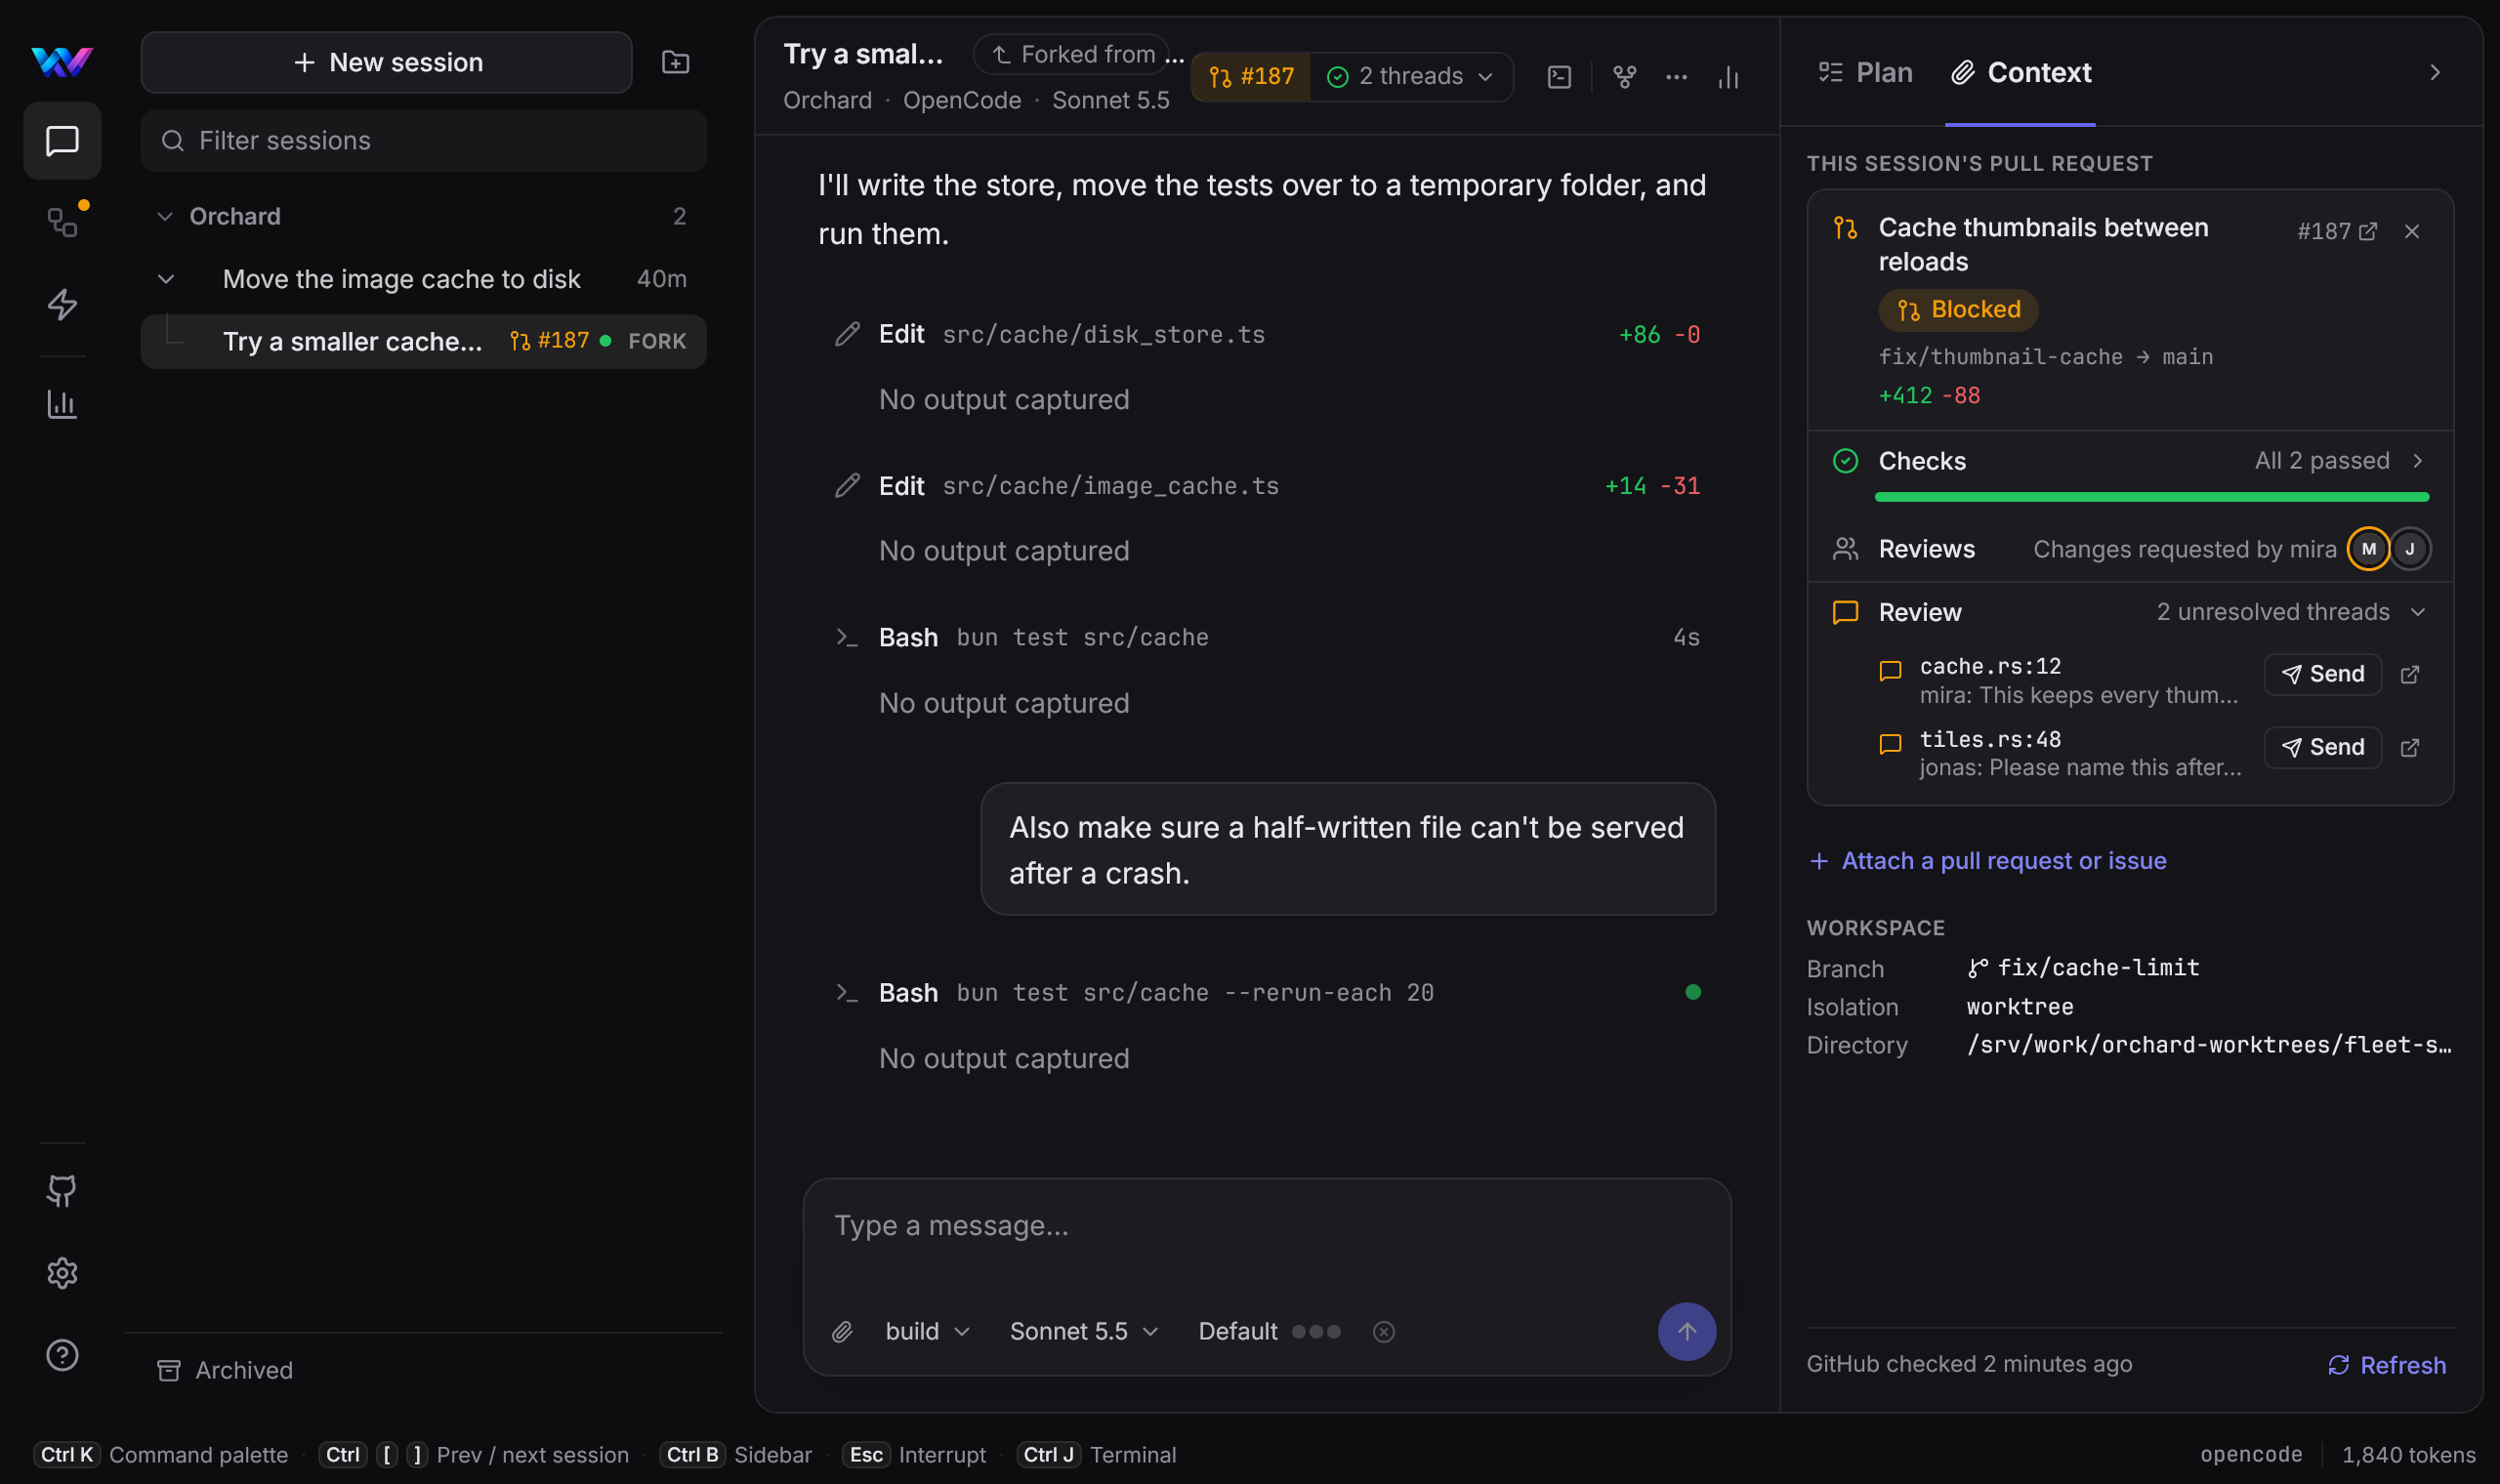 New session
Filter sessions
Orchard 2
Move the image cache to disk 40m
Try a smaller cache... #187 FORK
Archived
Try a smal... Forked from ...
Orchard · OpenCode · Sonnet 5.5
#187 2 threads
I'll write the store, move the tests over to a temporary folder, and
run them.
Edit src/cache/disk_store.ts +86 -0
No output captured
Edit src/cache/image_cache.ts +14 -31
No output captured
Bash bun test src/cache 4s
No output captured
Also make sure a half-written file can't be served
after a crash.
Bash bun test src/cache --rerun-each 20
No output captured
Type a message...
build Sonnet 5.5 Default
Plan Context
THIS SESSION'S PULL REQUEST
Cache thumbnails between
reloads
#187
Blocked
fix/thumbnail-cache → main
+412 -88
Checks All 2 passed
Reviews Changes requested by mira M J
Review 2 unresolved threads
cache.rs:12
mira: This keeps every thum...
Send
tiles.rs:48
jonas: Please name this after...
Send
+ Attach a pull request or issue
WORKSPACE
Branch fix/cache-limit
Isolation worktree
Directory /srv/work/orchard-worktrees/fleet-s...
GitHub checked 2 minutes ago Refresh
Ctrl K Command palette · Ctrl [ ] Prev / next session · Ctrl B Sidebar · Esc Interrupt · Ctrl J Terminal
opencode 1,840 tokens